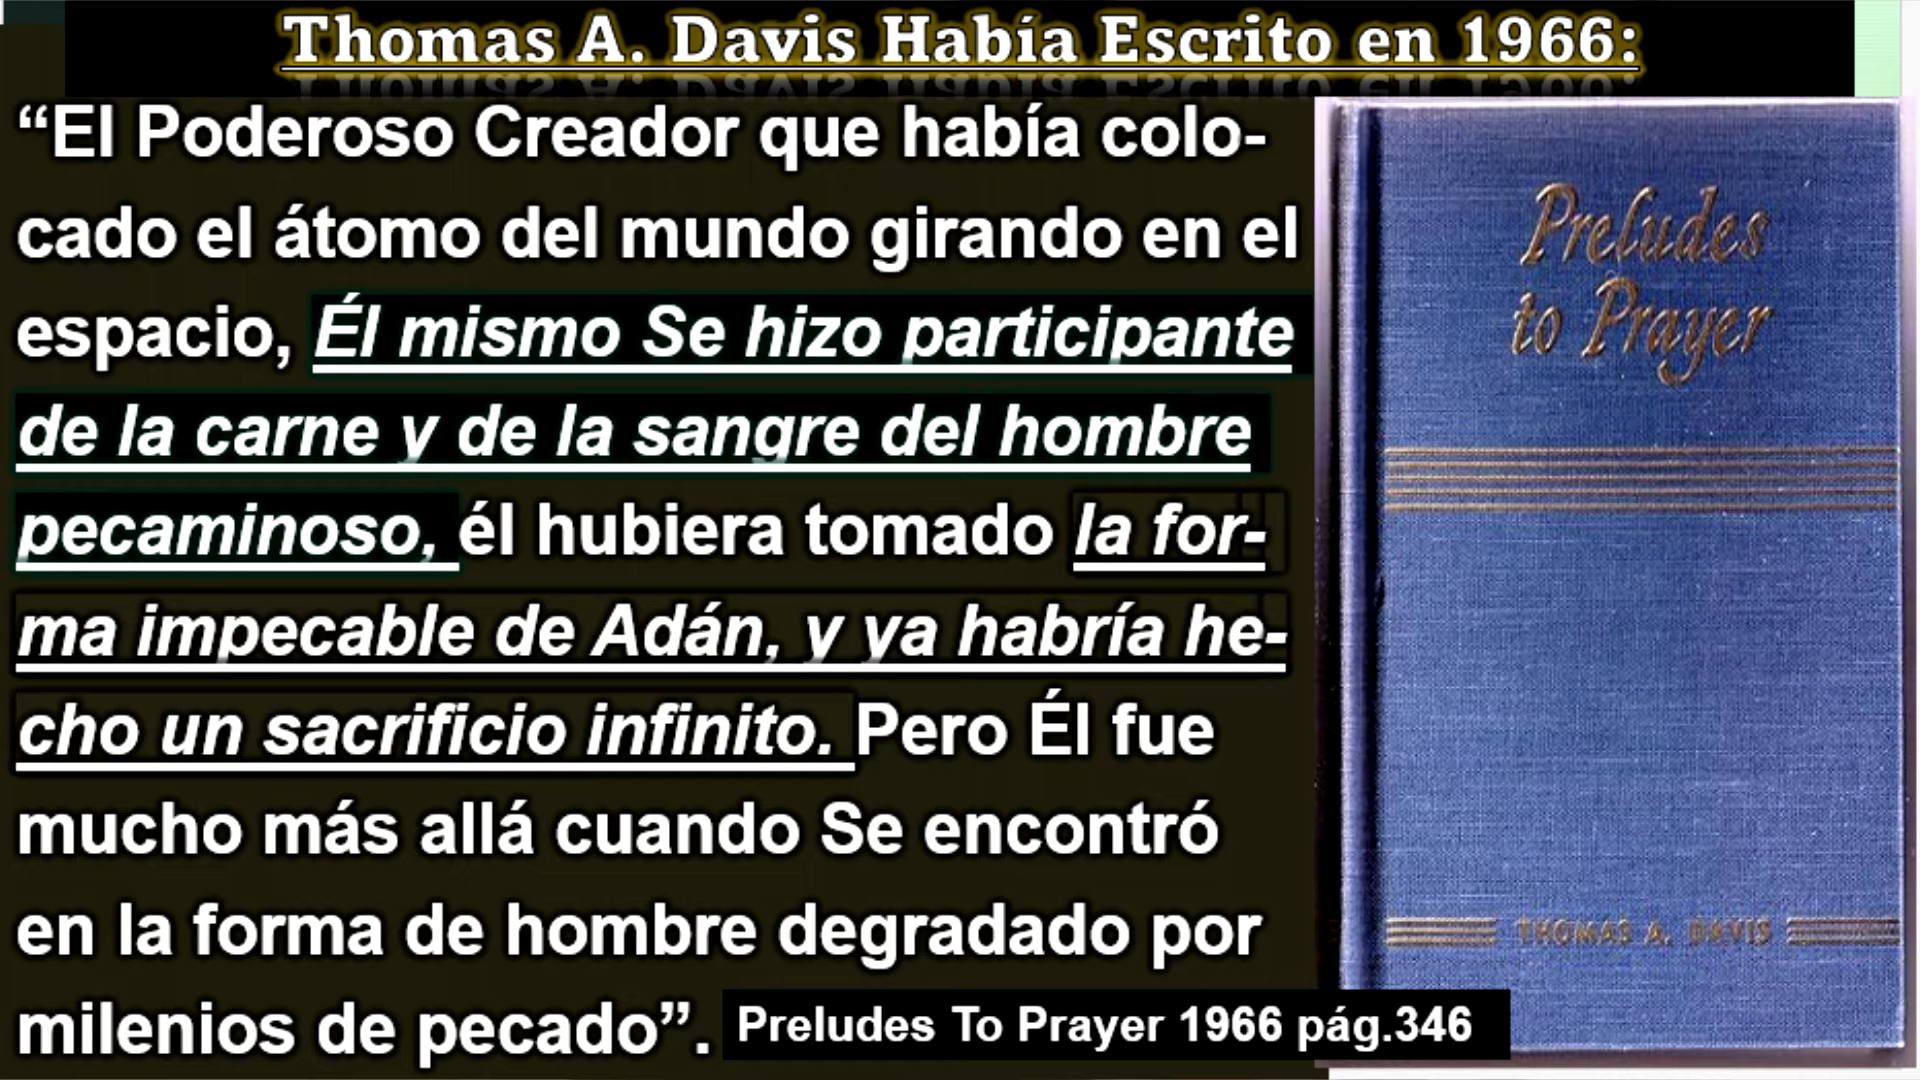 Thomas A. Davis Había Escrito en 1966:
“El Poderoso Creador que había colo-
cado el átomo del mundo girando en el
espacio, Él mismo Se hizo participante
de la carne y de la sangre del hombre
pecaminoso, él hubiera tomado la for-
ma impecable de Adán, y ya habría he-
cho un sacrificio infinito. Pero Él fue
mucho más allá cuando Se encontró
en la forma de hombre degradado por
milenios de pecado”.
Preludes To Prayer 1966 pág.346
Preludes
to Prayer
THOMAS A. DAVIS